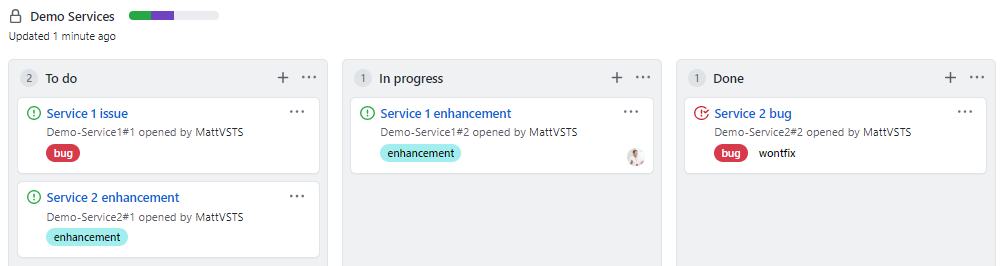 Demo Services
Updated 1 minute ago
2 To do
Service 1 issue
Demo-Service1#1 opened by MattVSTS
bug
Service 2 enhancement
Demo-Service2#1 opened by MattVSTS
enhancement
1 In progress
Service 1 enhancement
Demo-Service1#2 opened by MattVSTS
enhancement
1 Done
Service 2 bug
Demo-Service2#2 opened by MattVSTS
bug wontfix